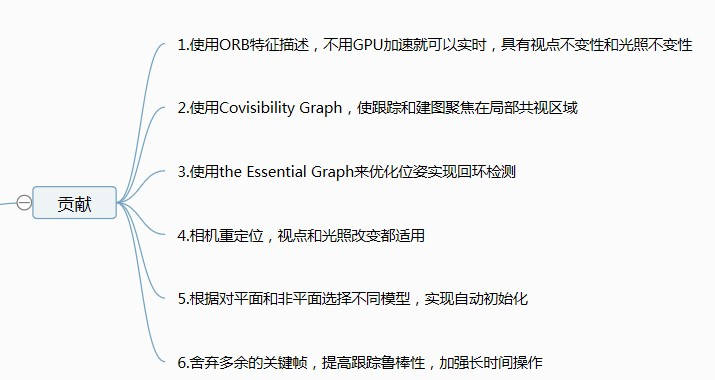 1.使用ORB特征描述，不用GPU加速就可以实时，具有视点不变性和光照不变性
2.使用Covisibility Graph，使跟踪和建图聚焦在局部共视区域
3.使用the Essential Graph来优化位姿实现回环检测
贡献
4.相机重定位，视点和光照改变都适用
5.根据对平面和非平面选择不同模型，实现自动初始化
6.舍弃多余的关键帧，提高跟踪鲁棒性，加强长时间操作